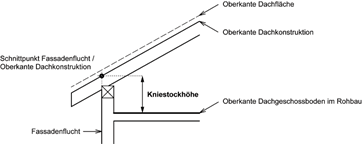 Oberkante Dachfläche
Oberkante Dachkonstruktion
Schnittpunkt Fassadenflucht /
Oberkante Dachkonstruktion
Kniestockhöhe
Oberkante Dachgeschossboden im Rohbau
Fassadenflucht